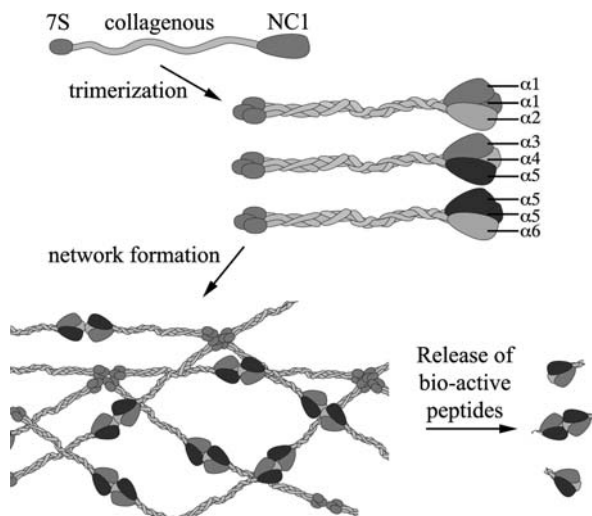 7S collagenous NC1
trimerization
α1
α1
α2
α3
α4
α5
α5
α5
α6
network formation
Release of
bio-active
peptides